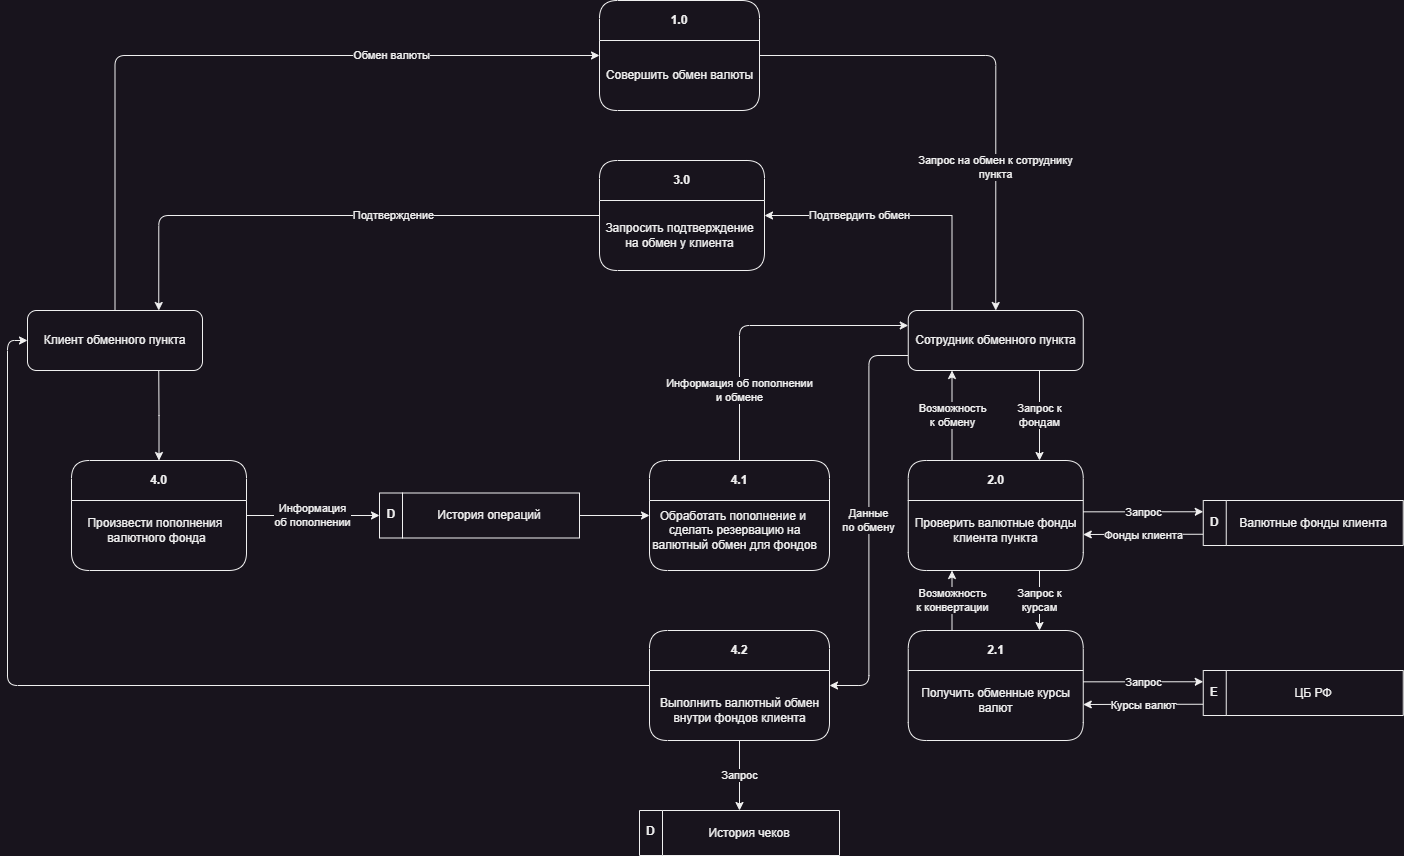 1.0
Обмен валюты
Совершить обмен валюты
Запрос на обмен к сотруднику
пункта
3.0
Подтверждение
Подтвердить обмен
Запросить подтверждение
на обмен у клиента
Клиент обменного пункта
Сотрудник обменного пункта
Информация об пополнении
и обмене
Возможность
к обмену
Запрос к
фондам
4.0
Произвести пополнения
валютного фонда
Информация
об пополнении
D
История операций
4.1
Обработать пополнение и
сделать резервацию на
валютный обмен для фондов
Данные
по обмену
2.0
Проверить валютные фонды
клиента пункта
Запрос
Фонды клиента
D
Валютные фонды клиента
Возможность
к конвертации
Запрос к
курсам
4.2
Выполнить валютный обмен
внутри фондов клиента
2.1
Получить обменные курсы
валют
Запрос
Курсы валют
E
ЦБ РФ
Запрос
D
История чеков